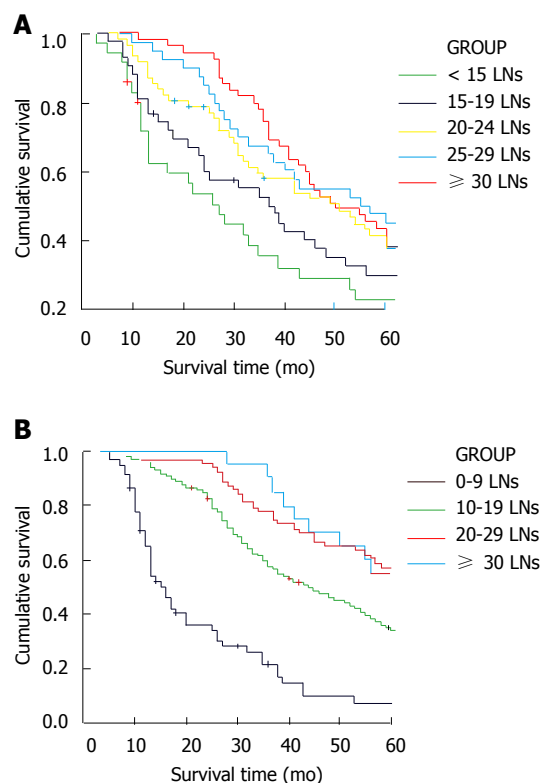 A
1.0
0.8
0.6
0.4
0.2
Cumulative survival
0 10 20 30 40 50 60
Survival time (mo)
GROUP
< 15 LNs
15-19 LNs
20-24 LNs
25-29 LNs
≥ 30 LNs
B
1.0
0.8
0.6
0.4
0.2
0.0
Cumulative survival
0 10 20 30 40 50 60
Survival time (mo)
GROUP
0-9 LNs
10-19 LNs
20-29 LNs
≥ 30 LNs